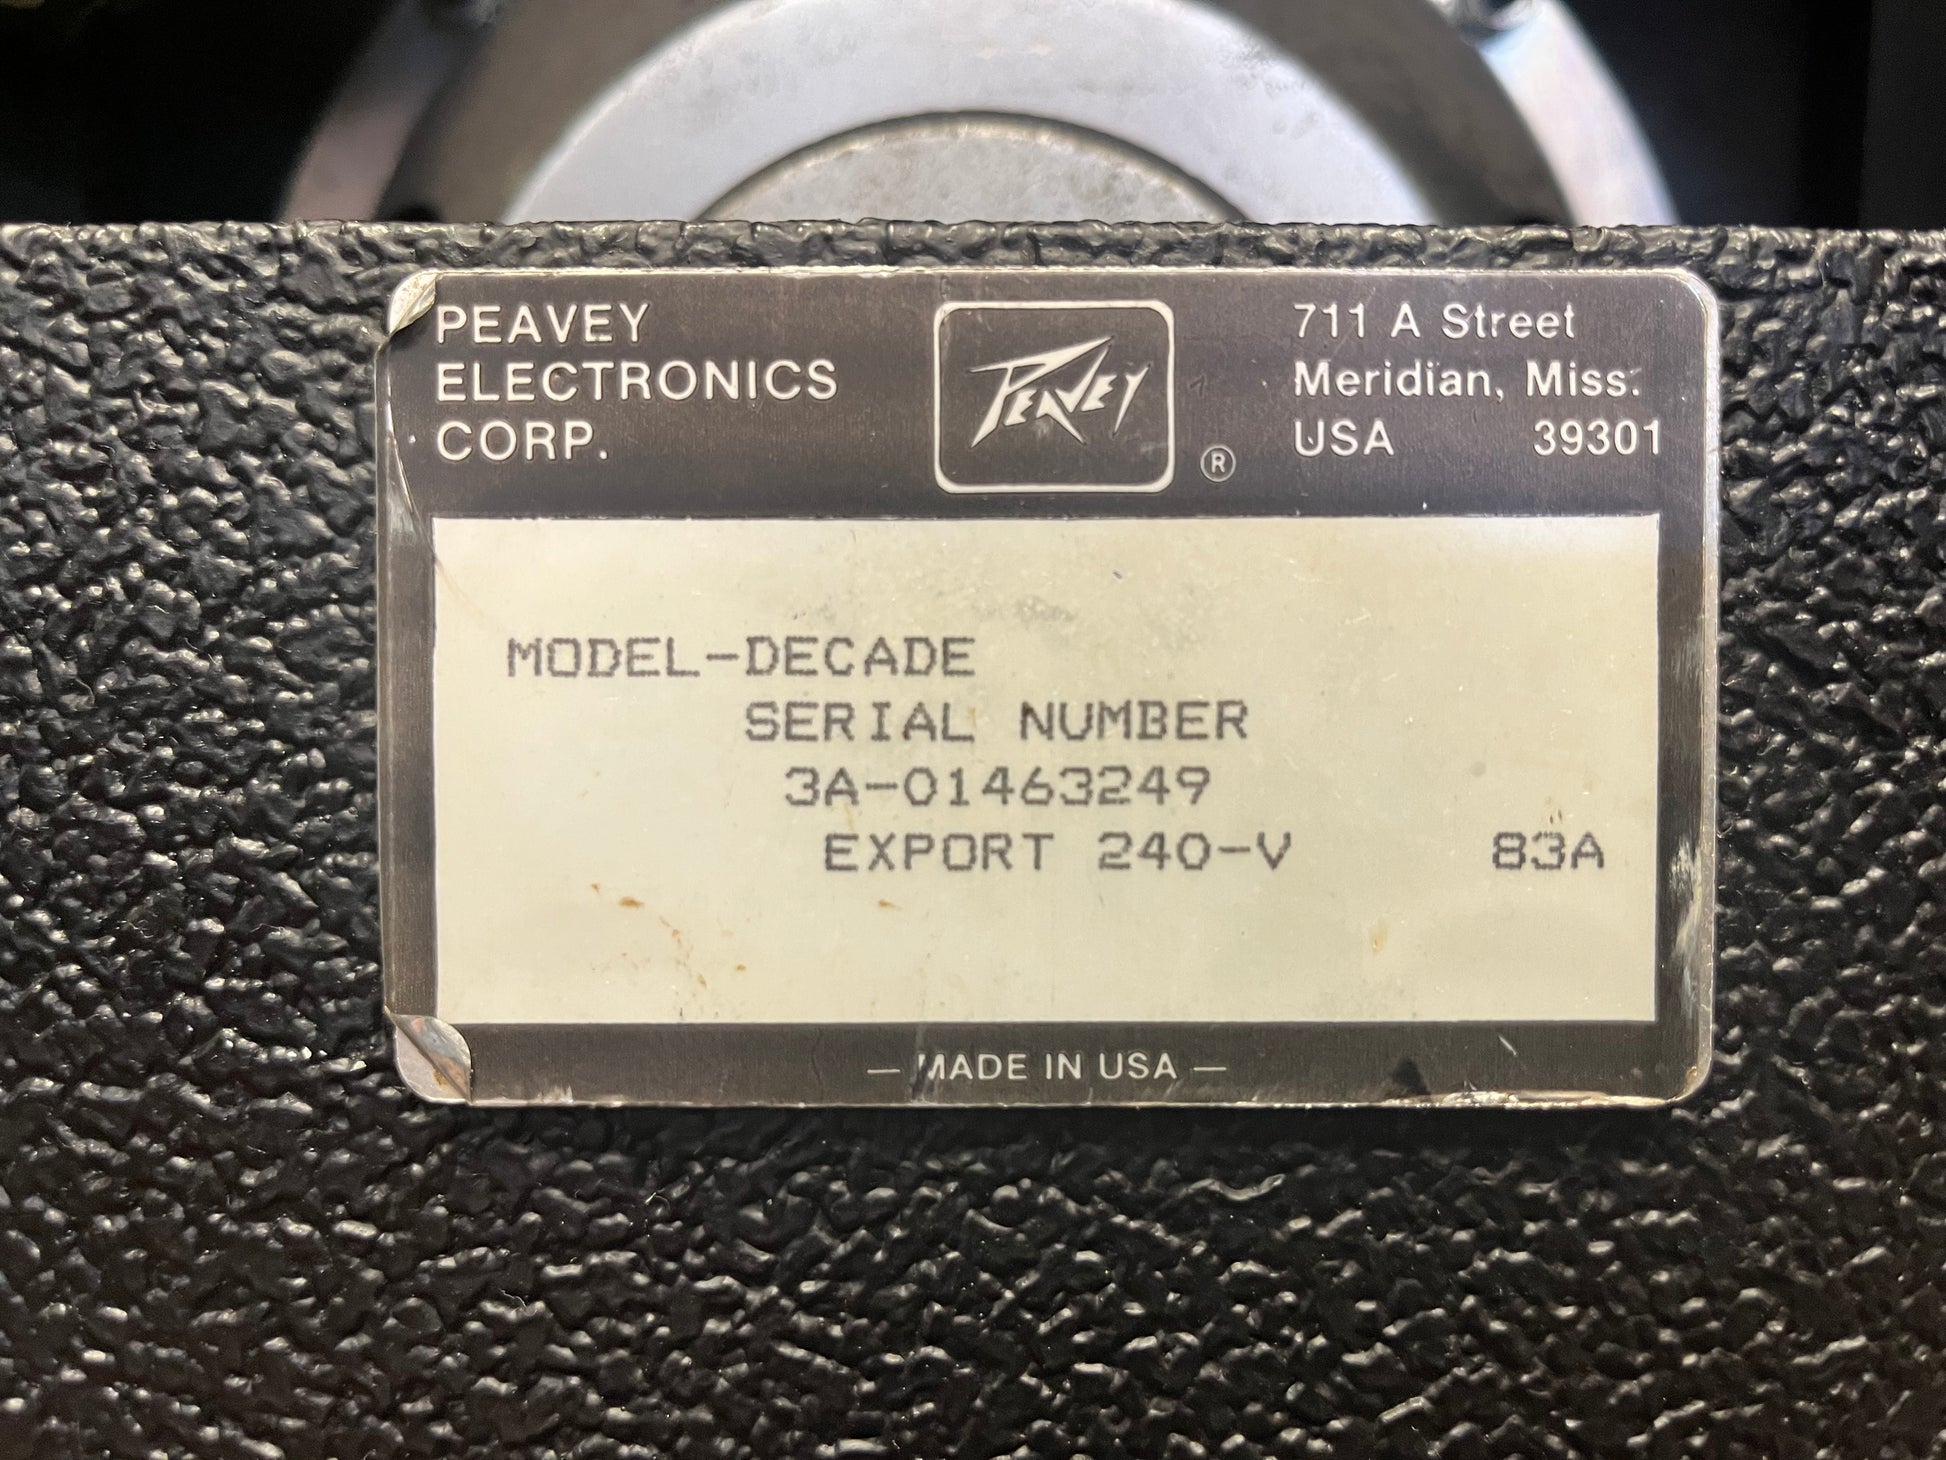 PEAVEY
ELECTRONICS
CORP.
PEAVEY
®
711 A Street
Meridian, Miss.
USA 39301
MODEL-DECADE
SERIAL NUMBER
3A-01463249
EXPORT 240-V 83A
— MADE IN USA —